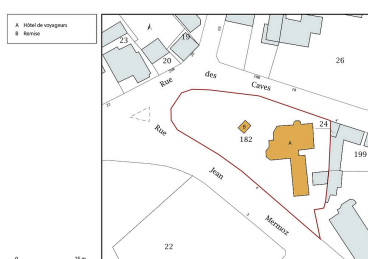 A Hôtel de voyageurs
B Remise
23
19
20
26
Rue des Caves
24
B
182
A
199
Rue Jean Mermoz
22
0 25 m